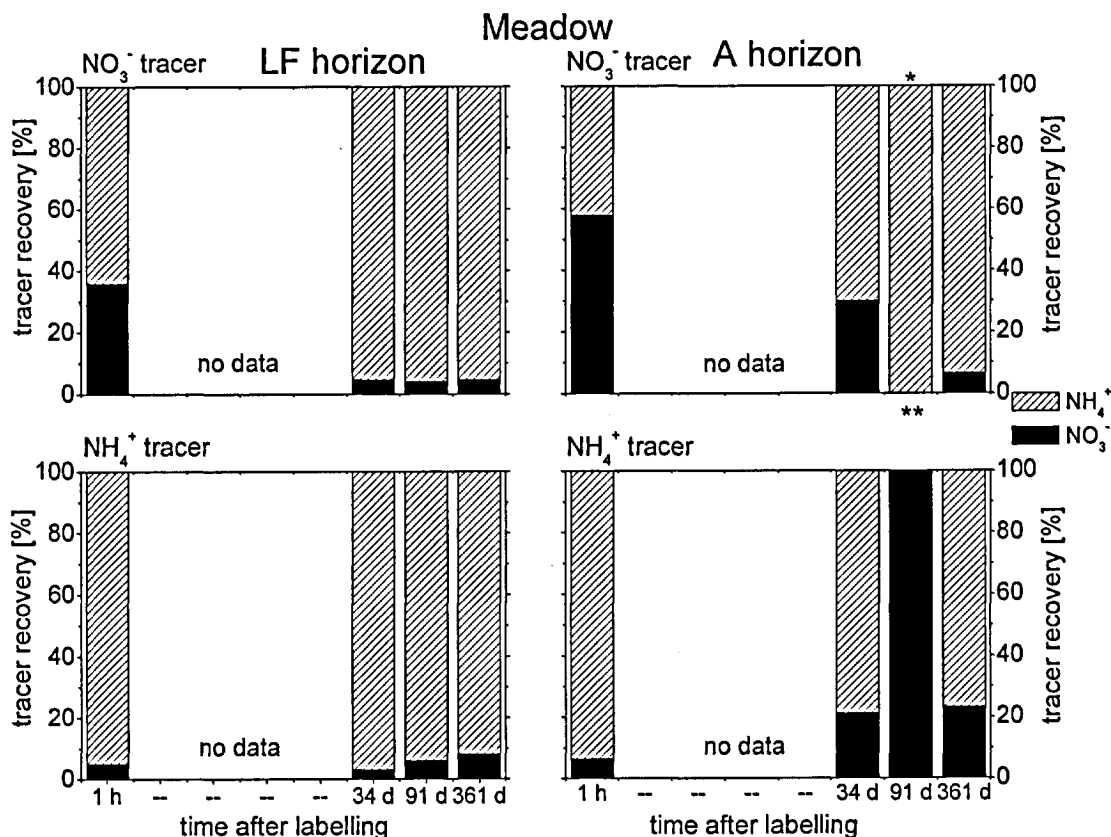 Meadow
LF horizon
A horizon
NO₃⁻ tracer
NO₃⁻ tracer
100
80
60
40
20
0
tracer recovery [%]
no data
*
no data
100
80
60
40
20
0
tracer recovery [%]
**
NH₄⁺
NO₃⁻
NH₄⁺ tracer
NH₄⁺ tracer
100
80
60
40
20
0
tracer recovery [%]
no data
no data
100
80
60
40
20
0
tracer recovery [%]
1 h -- -- -- -- 34 d 91 d 361 d
1 h -- -- -- -- 34 d 91 d 361 d
time after labelling
time after labelling